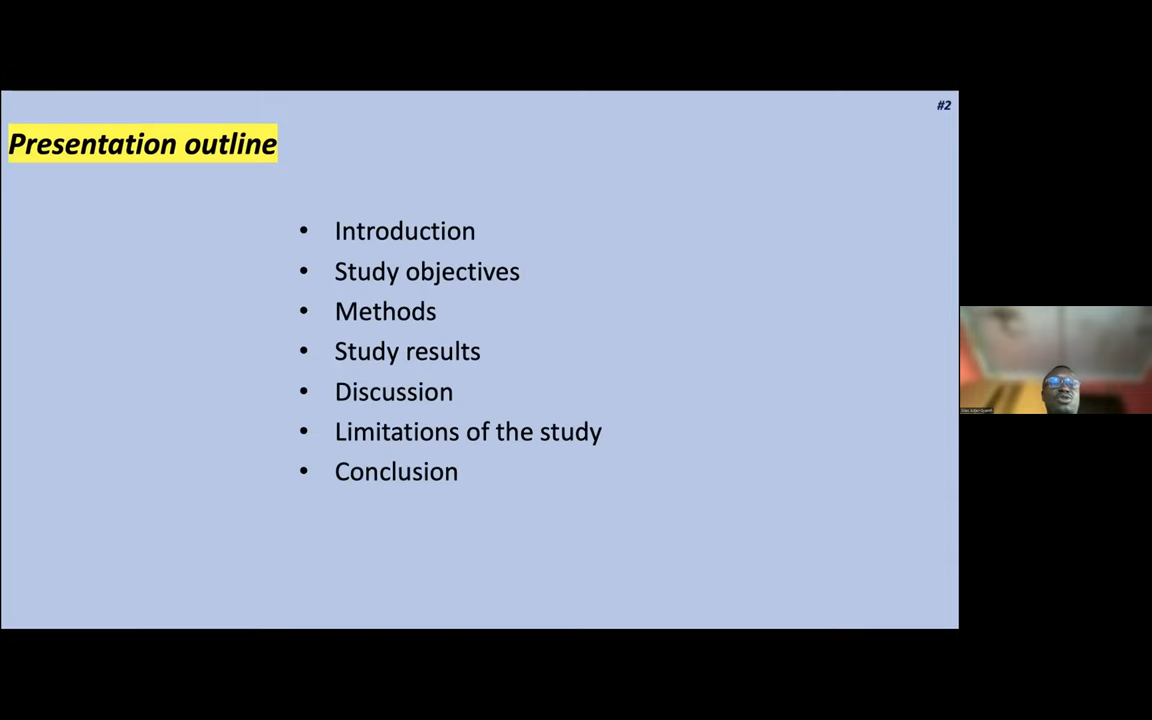 #2
Presentation outline
• Introduction
• Study objectives
• Methods
• Study results
• Discussion
• Limitations of the study
• Conclusion